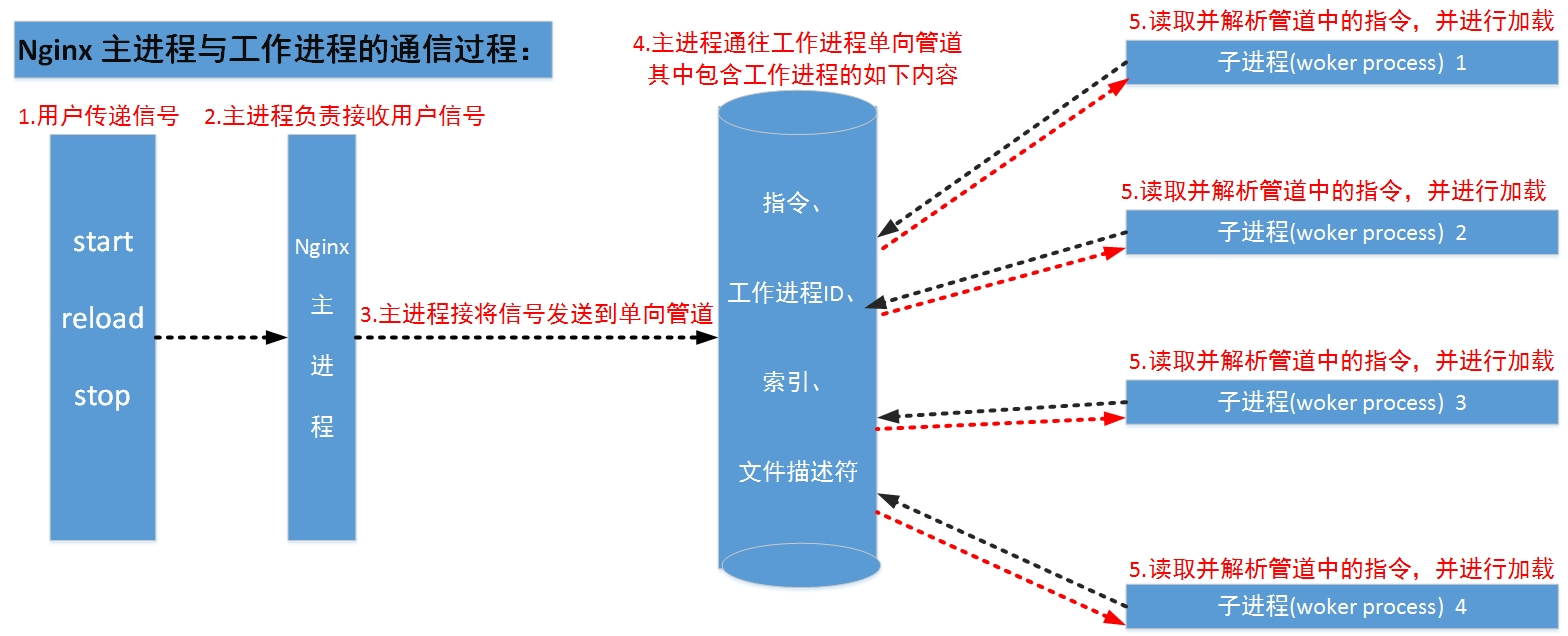 Nginx 主进程与工作进程的通信过程：
1.用户传递信号
start
reload
stop
2.主进程负责接收用户信号
Nginx
主
进
程
3.主进程接将信号发送到单向管道
4.主进程通往工作进程单向管道
其中包含工作进程的如下内容
指令、
工作进程ID、
索引、
文件描述符
5.读取并解析管道中的指令，并进行加载
子进程(woker process) 1
5.读取并解析管道中的指令，并进行加载
子进程(woker process) 2
5.读取并解析管道中的指令，并进行加载
子进程(woker process) 3
5.读取并解析管道中的指令，并进行加载
子进程(woker process) 4